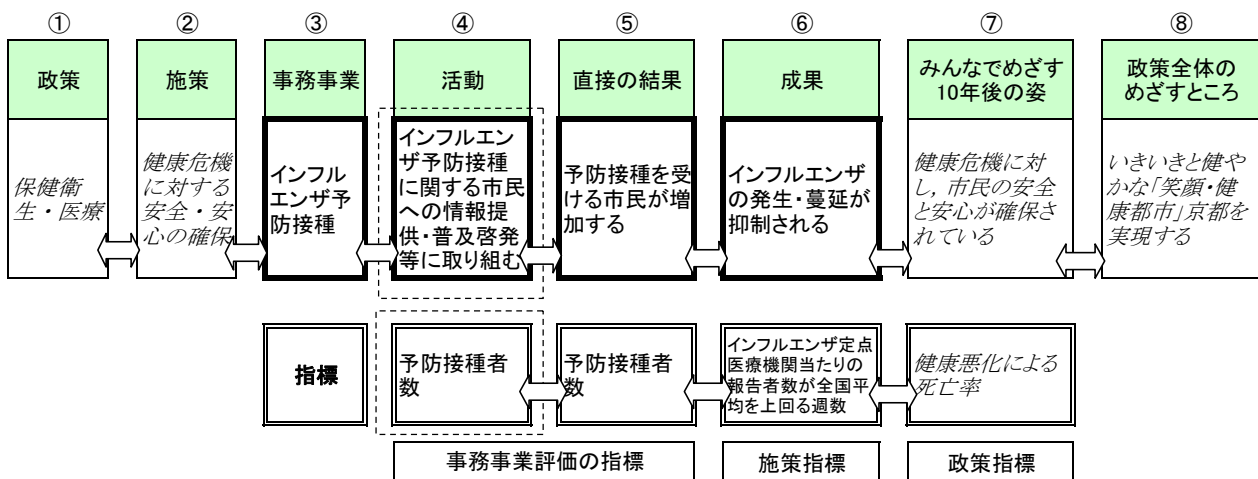 ①
②
③
④
⑤
⑥
⑦
⑧
政策
施策
事務事業
活動
直接の結果
成果
みんなでめざす
10年後の姿
政策全体の
めざすところ
保健衛
生・医療
健康危機
に対する
安全・安
心の確保
インフル
エンザ予
防接種
インフルエン
ザ予防接種
に関する市民
への情報提
供・普及啓発
等に取り組む
予防接種を受
ける市民が増
加する
インフルエンザ
の発生・蔓延が
抑制される
健康危機に対
し，市民の安全
と安心が確保さ
れている
いきいきと健や
かな「笑顔・健
康都市」京都を
実現する
指標
予防接種者
数
予防接種者
数
インフルエンザ定点
医療機関当たりの
報告者数が全国平
均を上回る週数
健康悪化による
死亡率
事務事業評価の指標
施策指標
政策指標